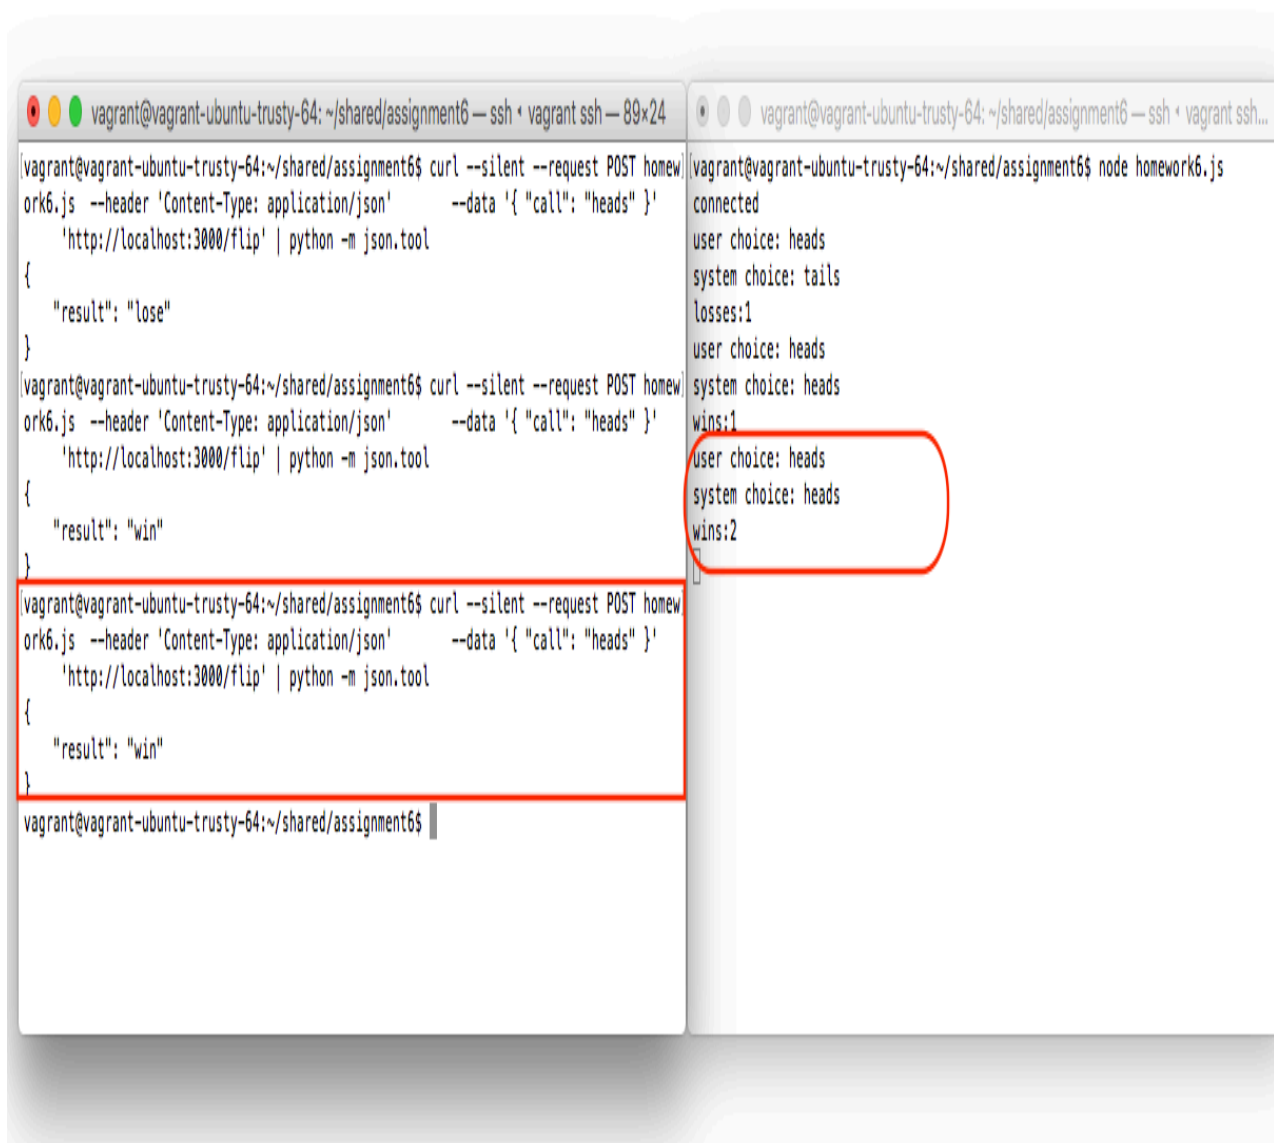 vagrant@vagrant-ubuntu-trusty-64: ~/shared/assignment6 — ssh • vagrant ssh — 89×24
[vagrant@vagrant-ubuntu-trusty-64:~/shared/assignment6$ curl --silent --request POST homew]
ork6.js  --header 'Content-Type: application/json'        --data '{ "call": "heads" }'
     'http://localhost:3000/flip' | python -m json.tool
{
    "result": "lose"
}
[vagrant@vagrant-ubuntu-trusty-64:~/shared/assignment6$ curl --silent --request POST homew]
ork6.js  --header 'Content-Type: application/json'        --data '{ "call": "heads" }'
     'http://localhost:3000/flip' | python -m json.tool
{
    "result": "win"
}
[vagrant@vagrant-ubuntu-trusty-64:~/shared/assignment6$ curl --silent --request POST homew]
ork6.js  --header 'Content-Type: application/json'        --data '{ "call": "heads" }'
     'http://localhost:3000/flip' | python -m json.tool
{
    "result": "win"
}
vagrant@vagrant-ubuntu-trusty-64:~/shared/assignment6$
vagrant@vagrant-ubuntu-trusty-64: ~/shared/assignment6 — ssh • vagrant ssh...
[vagrant@vagrant-ubuntu-trusty-64:~/shared/assignment6$ node homework6.js
connected
user choice: heads
system choice: tails
losses:1
user choice: heads
system choice: heads
wins:1
user choice: heads
system choice: heads
wins:2